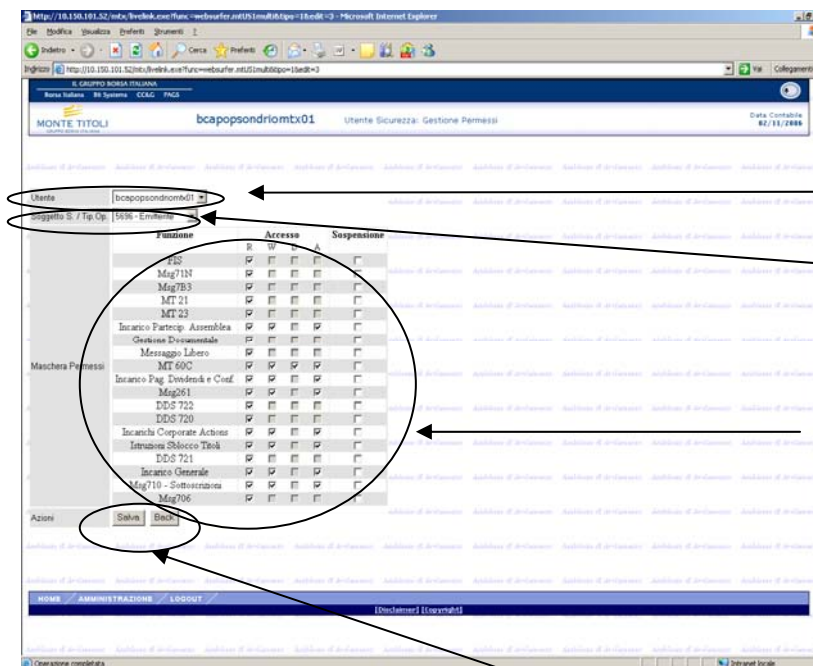 http://10.150.101.52/mtx/livelink.exe?func=websurfer.mtUS1multi&tipo=1&edit=3 - Microsoft Internet Explorer
File Modifica Visualizza Preferiti Strumenti ?
Indietro Cerca Preferiti
Indirizzo http://10.150.101.52/mtx/livelink.exe?func=websurfer.mtUS1multi&tipo=1&edit=3 Vai Collegamenti
IL GRUPPO BORSA ITALIANA
Borsa Italiana Bit Systems CC&G PAGS
MONTE TITOLI
bcapopsondriomtx01 Utente Sicurezza: Gestione Permessi
Data Contabile
02/11/2006
Utente bcapopsondriomtx01
Soggetto S. / Tip.Op. 5696 - Emittente
Funzione Accesso Sospensione
R W D A
PIS
Msg71N
Msg7B3
MT 21
MT 23
Incarico Partecip. Assemblea
Gestione Documentale
Messaggio Libero
Maschera Permessi MT 60C
Incarico Pag. Dividendi e Conf.
Msg261
DDS 722
DDS 720
Incarichi Corporate Actions
Istruzioni Sblocco Titoli
DDS 721
Incarico Generale
Msg710 - Sottoscrizioni
Msg706
Azioni Salva Back
HOME / AMMINISTRAZIONE / LOGOUT /
[Disclaimer] [Copyright]
Operazione completata Intranet locale